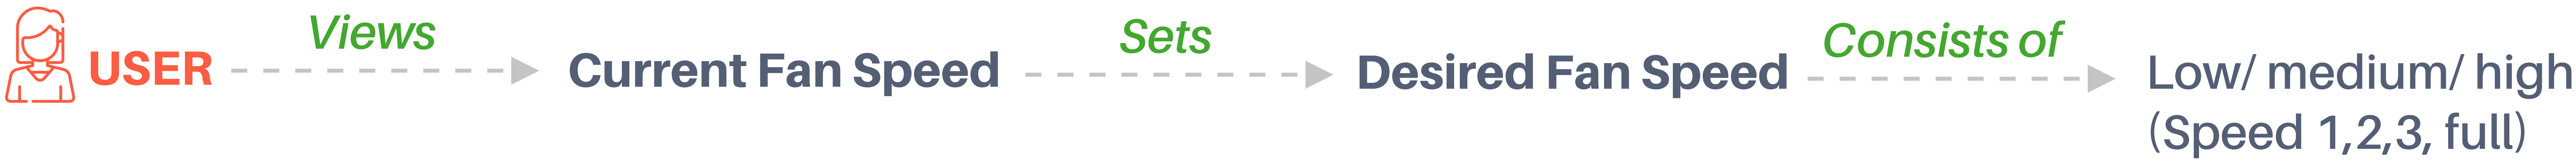 Views
Sets
Consists of
USER
Current Fan Speed
Desired Fan Speed
Low/ medium/ high
(Speed 1,2,3, full)